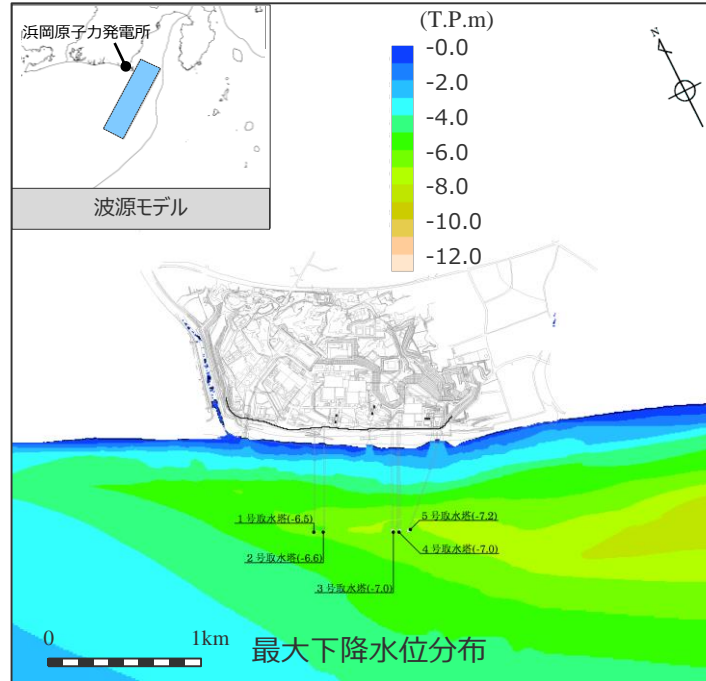 浜岡原子力発電所
波源モデル
(T.P.m)
-0.0
-2.0
-4.0
-6.0
-8.0
-10.0
-12.0
N
1号取水塔(-6.5)
2号取水塔(-6.6)
3号取水塔(-7.0)
4号取水塔(-7.0)
5号取水塔(-7.2)
0 1km
最大下降水位分布